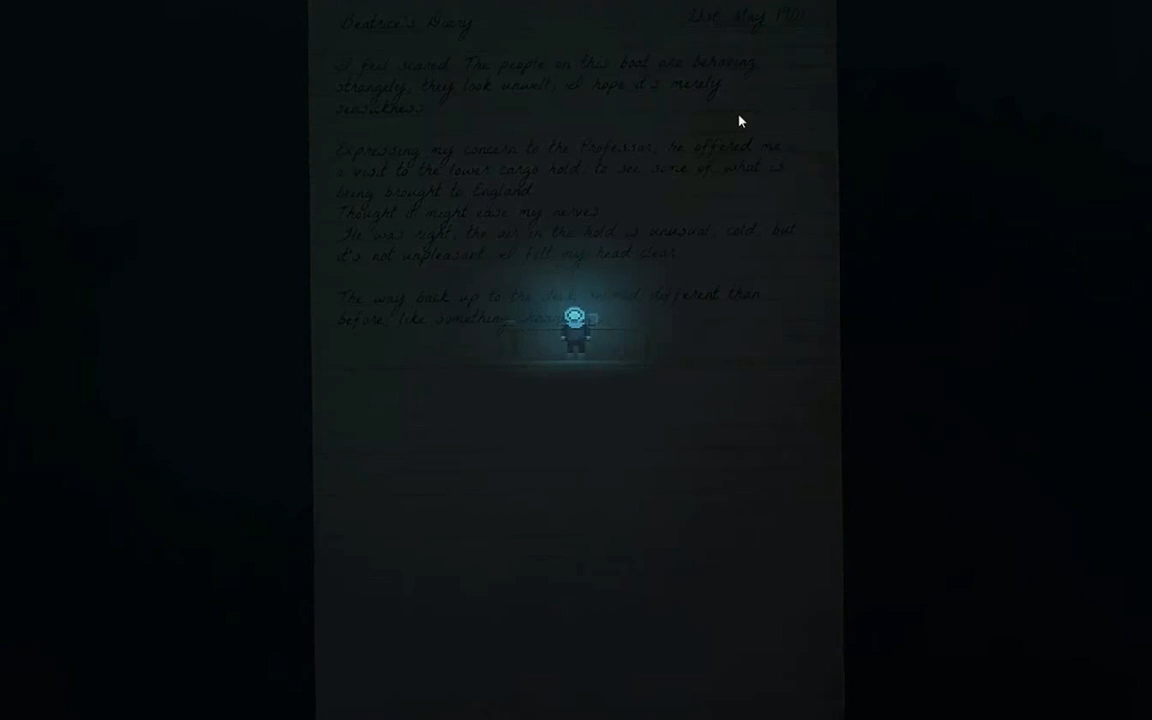 Beatrice's Diary
21st May 19
I feel scared. The people on this boat are behaving
strangely, they look unwell, I hope it's merely
seasickness.
Expressing my concern to the Professor, he offered me
a visit to the lower cargo hold, to see some of what is
being brought to England
Thought it might ease my nerves
He was right, the air in the hold is unusual, cold, but
it's not unpleasant. I felt my head clear
The way back up to the deck seemed different than
before, like something